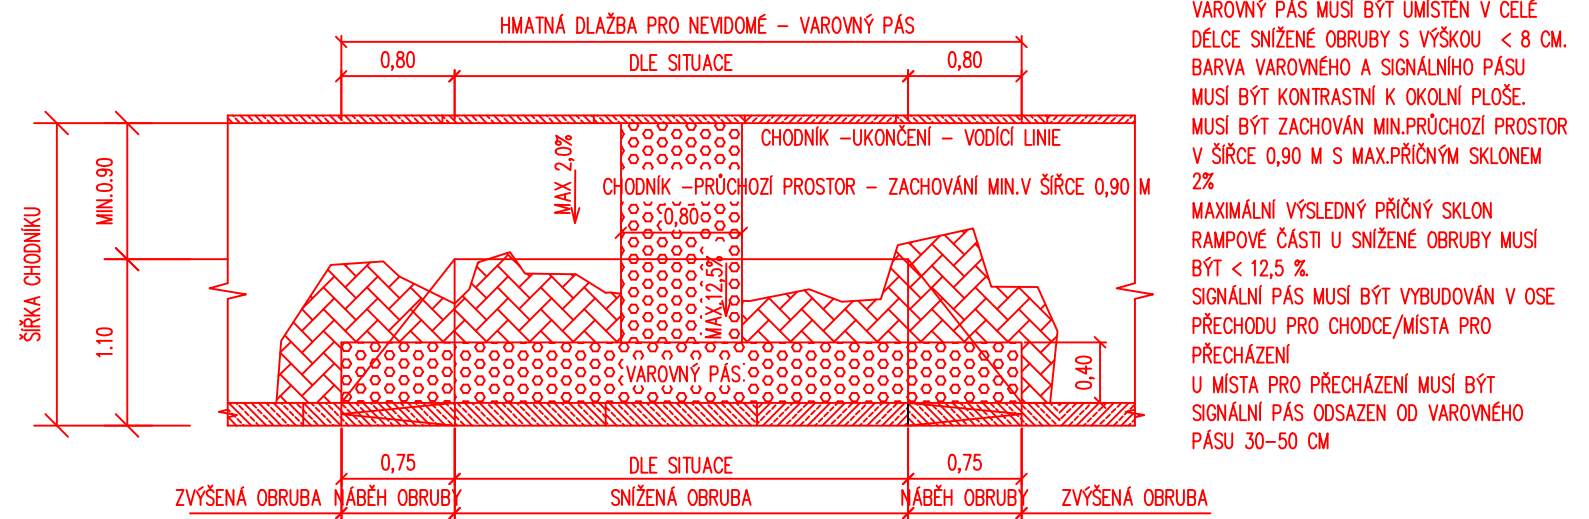 HMATNÁ DLAŽBA PRO NEVIDOMÉ – VAROVNÝ PÁS
0,80
DLE SITUACE
0,80
CHODNÍK –UKONČENÍ – VODÍCÍ LINIE
MAX 2,0%
CHODNÍK –PRŮCHOZÍ PROSTOR – ZACHOVÁNÍ MIN.V ŠÍŘCE 0,90 M
0,80
MAX.12,5%
ŠÍŘKA CHODNÍKU
MIN.0.90
1.10
VAROVNÝ PÁS
0,40
0,75
DLE SITUACE
0,75
ZVÝŠENÁ OBRUBA
NÁBĚH OBRUBY
SNÍŽENÁ OBRUBA
NÁBĚH OBRUBY
ZVÝŠENÁ OBRUBA
VAROVNÝ PÁS MUSÍ BÝT UMÍSTĚN V CELÉ
DÉLCE SNÍŽENÉ OBRUBY S VÝŠKOU < 8 CM.
BARVA VAROVNÉHO A SIGNÁLNÍHO PÁSU
MUSÍ BÝT KONTRASTNÍ K OKOLNÍ PLOŠE.
MUSÍ BÝT ZACHOVÁN MIN.PRŮCHOZÍ PROSTOR
V ŠÍŘCE 0,90 M S MAX.PŘÍČNÝM SKLONEM
2%
MAXIMÁLNÍ VÝSLEDNÝ PŘÍČNÝ SKLON
RAMPOVÉ ČÁSTI U SNÍŽENÉ OBRUBY MUSÍ
BÝT < 12,5 %.
SIGNÁLNÍ PÁS MUSÍ BÝT VYBUDOVÁN V OSE
PŘECHODU PRO CHODCE/MÍSTA PRO
PŘECHÁZENÍ
U MÍSTA PRO PŘECHÁZENÍ MUSÍ BÝT
SIGNÁLNÍ PÁS ODSAZEN OD VAROVNÉHO
PÁSU 30–50 CM